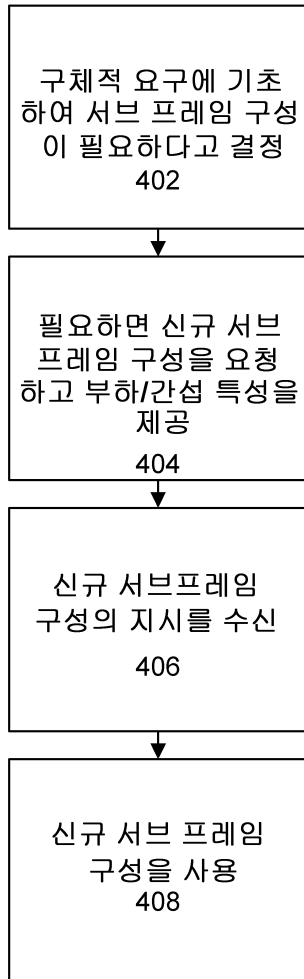 구체적 요구에 기초
하여 서브 프레임 구성
이 필요하다고 결정
402
필요하면 신규 서브
프레임 구성을 요청
하고 부하/간섭 특성을
제공
404
신규 서브프레임
구성의 지시를 수신
406
신규 서브 프레임
구성을 사용
408